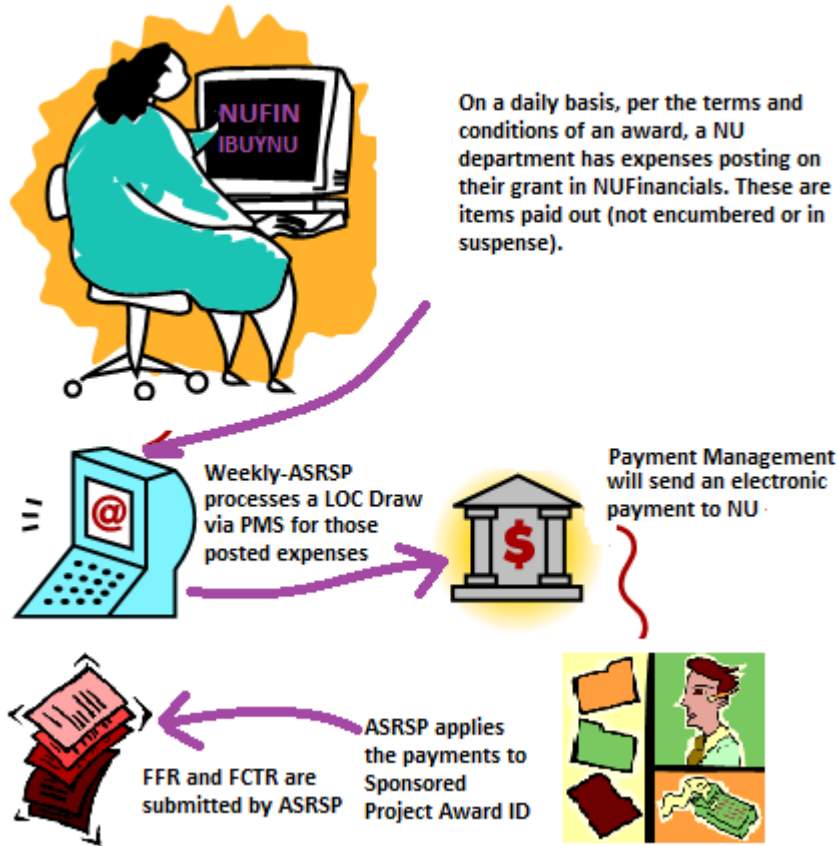 NUFIN
IBUYNU
On a daily basis, per the terms and
conditions of an award, a NU
department has expenses posting on
their grant in NUFinancials. These are
items paid out (not encumbered or in
suspense).
@
Weekly-ASRSP
processes a LOC Draw
via PMS for those
posted expenses
$
Payment Management
will send an electronic
payment to NU
ASRSP applies
the payments to
Sponsored
Project Award ID
FFR and FCTR are
submitted by ASRSP